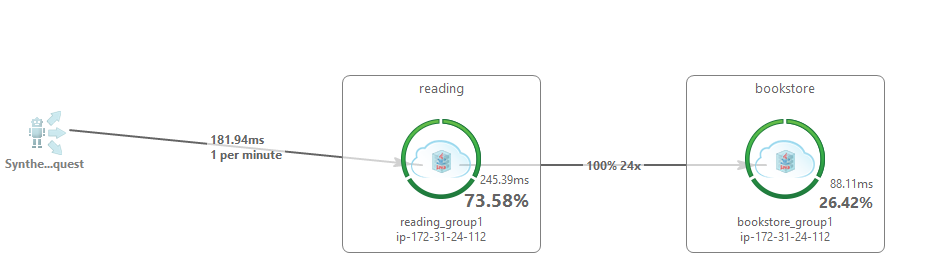 reading
bookstore
181.94ms
1 per minute
Synthe...quest
100% 24x
245.39ms
73.58%
88.11ms
26.42%
reading_group1
ip-172-31-24-112
bookstore_group1
ip-172-31-24-112